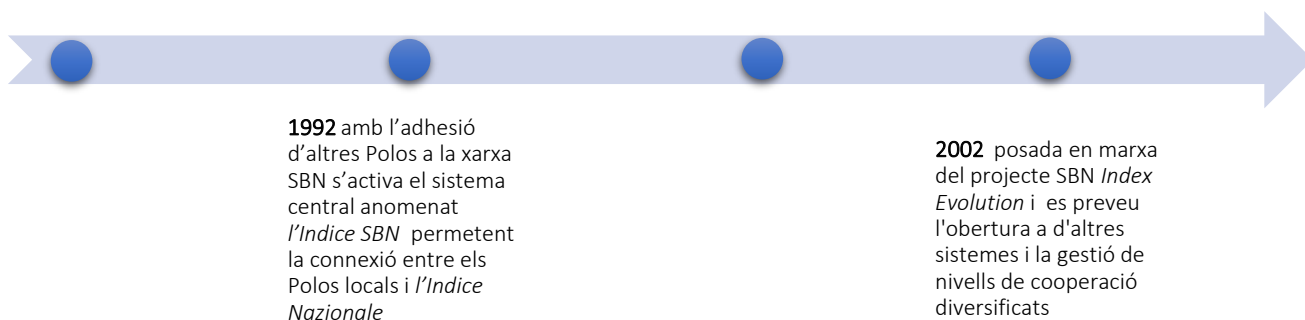 1992 amb l’adhesió
d’altres Polos a la xarxa
SBN s’activa el sistema
central anomenat
l’Indice SBN permetent
la connexió entre els
Polos locals i l’Indice
Nazionale
2002 posada en marxa
del projecte SBN Index
Evolution i es preveu
l'obertura a d'altres
sistemes i la gestió de
nivells de cooperació
diversificats